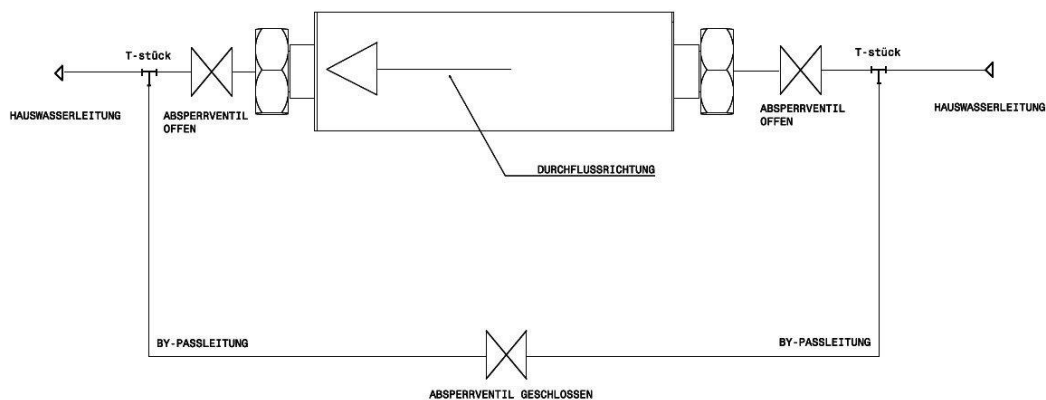 T-stück
T-stück
HAUSWASSERLEITUNG
ABSPERRVENTIL
OFFEN
ABSPERRVENTIL
OFFEN
HAUSWASSERLEITUNG
DURCHFLUSSRICHTUNG
BY-PASSLEITUNG
BY-PASSLEITUNG
ABSPERRVENTIL GESCHLOSSEN